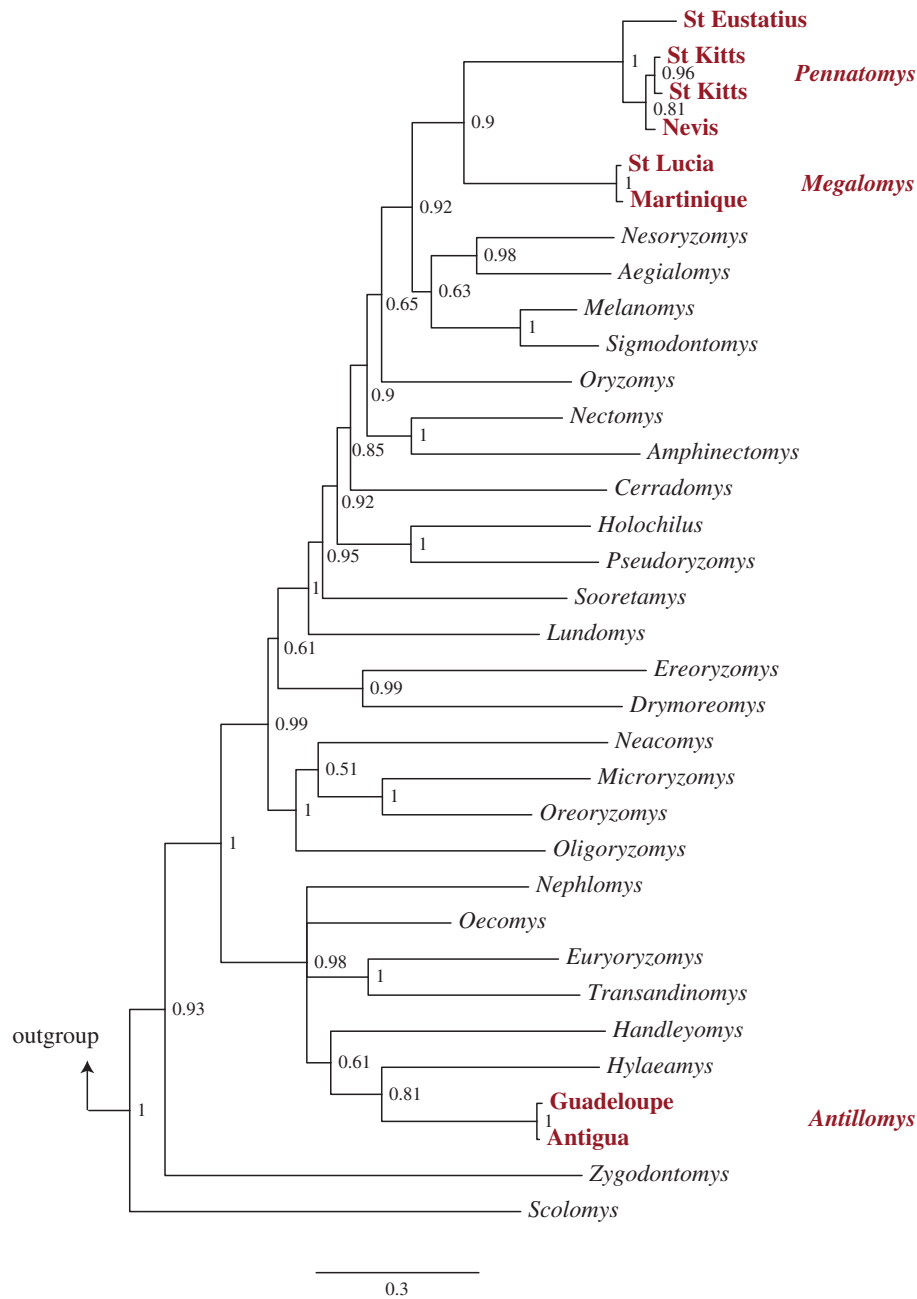 St Eustatius
St Kitts
1
0.96
Pennatomys
St Kitts
0.81
0.9
Nevis
St Lucia
1
Megalomys
Martinique
0.92
Nesoryzomys
0.98
Aegialomys
0.63
0.65
Melanomys
1
Sigmodontomys
Oryzomys
0.9
Nectomys
1
0.85
Amphinectomys
Cerradomys
0.92
Holochilus
1
0.95
Pseudoryzomys
1
Sooretamys
Lundomys
0.61
Ereoryzomys
0.99
Drymoreomys
0.99
Neacomys
0.51
Microryzomys
1
1
Oreoryzomys
1
Oligoryzomys
Nephlomys
Oecomys
Euryoryzomys
0.98
1
Transandinomys
0.93
Handleyomys
outgroup
0.61
Hylaeamys
0.81
Guadeloupe
1
1
Antillomys
Antigua
Zygodontomys
Scolomys
0.3